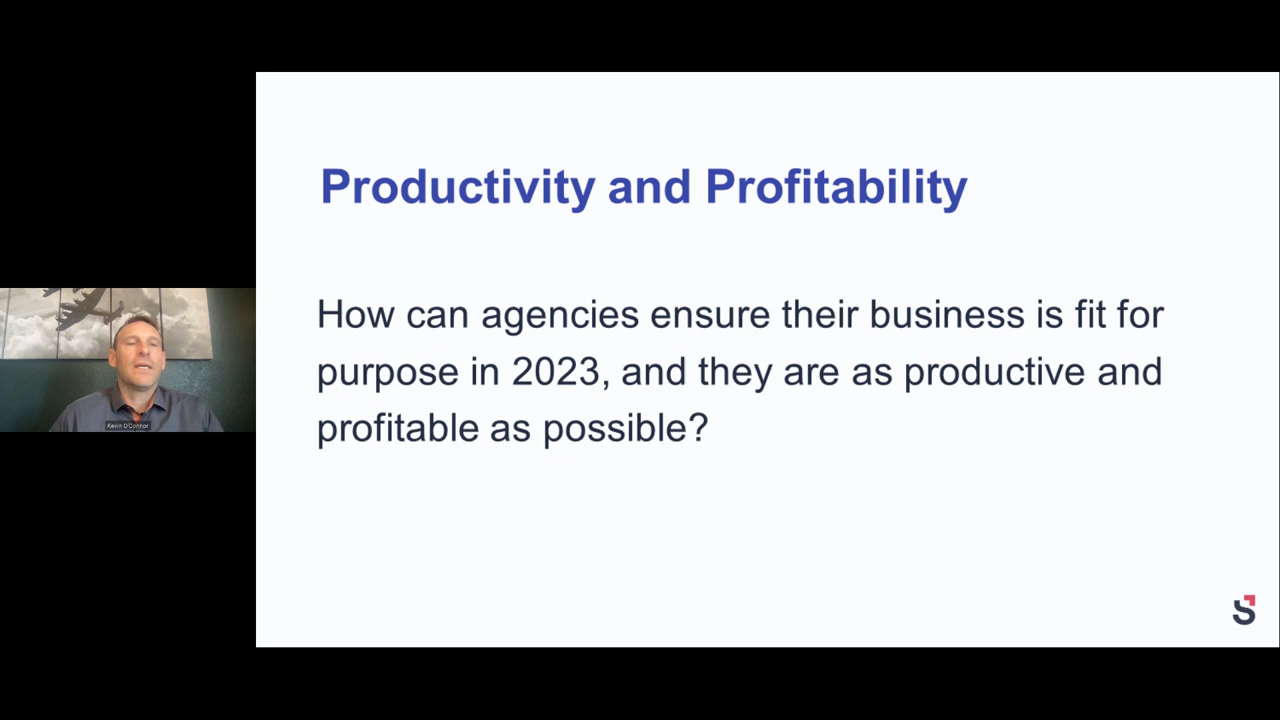 Productivity and Profitability
How can agencies ensure their business is fit for
purpose in 2023, and they are as productive and
profitable as possible?
Kevin O'Connor
S